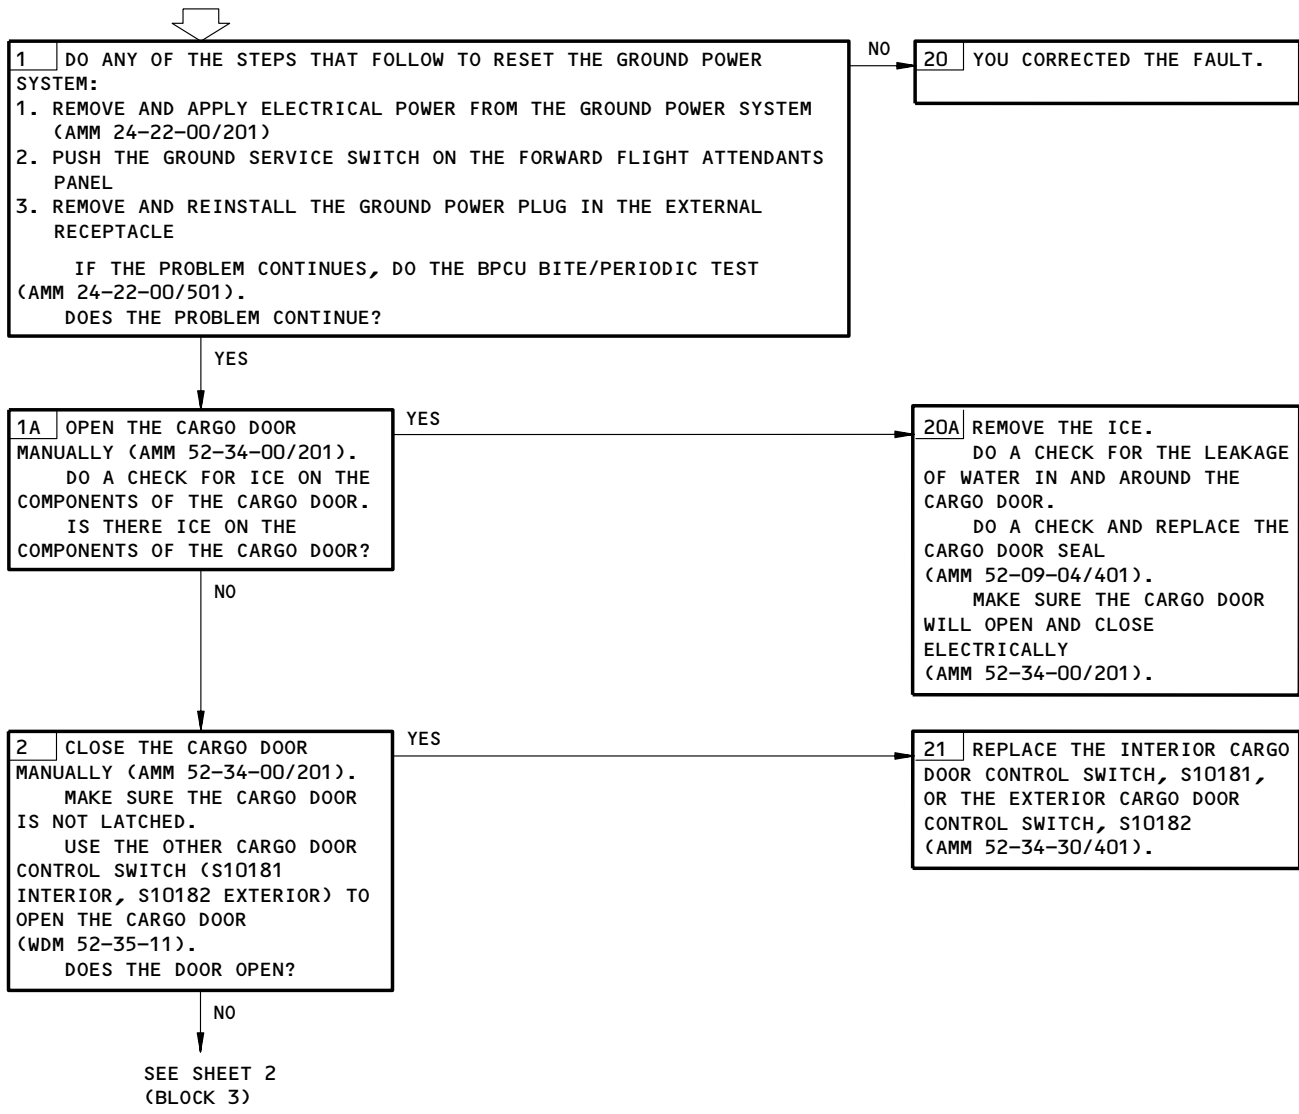 1 DO ANY OF THE STEPS THAT FOLLOW TO RESET THE GROUND POWER
SYSTEM:
1. REMOVE AND APPLY ELECTRICAL POWER FROM THE GROUND POWER SYSTEM
(AMM 24-22-00/201)
2. PUSH THE GROUND SERVICE SWITCH ON THE FORWARD FLIGHT ATTENDANTS
PANEL
3. REMOVE AND REINSTALL THE GROUND POWER PLUG IN THE EXTERNAL
RECEPTACLE
IF THE PROBLEM CONTINUES, DO THE BPCU BITE/PERIODIC TEST
(AMM 24-22-00/501).
DOES THE PROBLEM CONTINUE?
NO
20 YOU CORRECTED THE FAULT.
YES
1A OPEN THE CARGO DOOR
MANUALLY (AMM 52-34-00/201).
DO A CHECK FOR ICE ON THE
COMPONENTS OF THE CARGO DOOR.
IS THERE ICE ON THE
COMPONENTS OF THE CARGO DOOR?
YES
20A REMOVE THE ICE.
DO A CHECK FOR THE LEAKAGE
OF WATER IN AND AROUND THE
CARGO DOOR.
DO A CHECK AND REPLACE THE
CARGO DOOR SEAL
(AMM 52-09-04/401).
MAKE SURE THE CARGO DOOR
WILL OPEN AND CLOSE
ELECTRICALLY
(AMM 52-34-00/201).
NO
2 CLOSE THE CARGO DOOR
MANUALLY (AMM 52-34-00/201).
MAKE SURE THE CARGO DOOR
IS NOT LATCHED.
USE THE OTHER CARGO DOOR
CONTROL SWITCH (S10181
INTERIOR, S10182 EXTERIOR) TO
OPEN THE CARGO DOOR
(WDM 52-35-11).
DOES THE DOOR OPEN?
YES
21 REPLACE THE INTERIOR CARGO
DOOR CONTROL SWITCH, S10181,
OR THE EXTERIOR CARGO DOOR
CONTROL SWITCH, S10182
(AMM 52-34-30/401).
NO
SEE SHEET 2
(BLOCK 3)